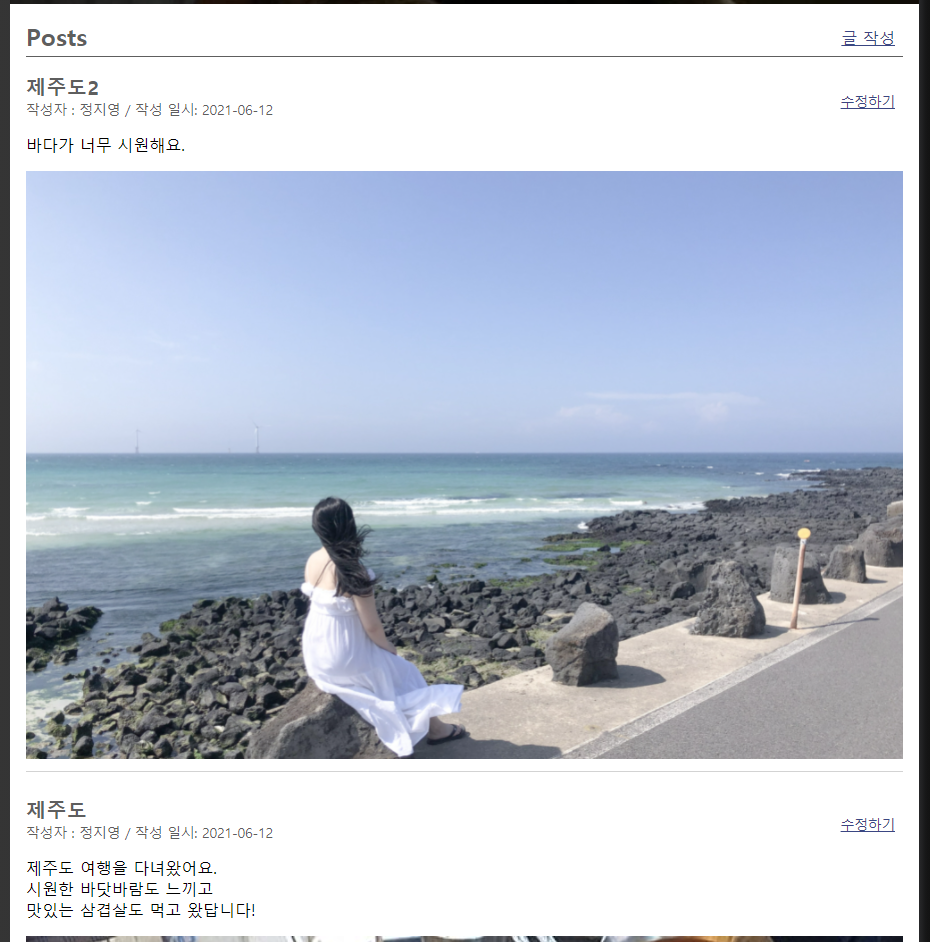 Posts
글 작성
제주도2
작성자 : 정지영 / 작성 일시: 2021-06-12
수정하기
바다가 너무 시원해요.
제주도
작성자 : 정지영 / 작성 일시: 2021-06-12
수정하기
제주도 여행을 다녀왔어요.
시원한 바닷바람도 느끼고
맛있는 삼겹살도 먹고 왔답니다!